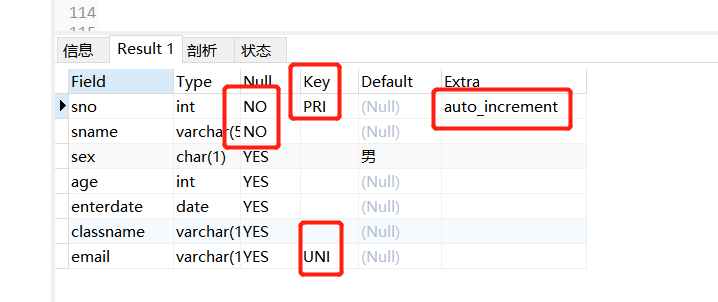 114
信息 Result 1 剖析 状态
Field Type Null Key Default Extra
sno int NO PRI (Null) auto_increment
sname varchar(5 NO (Null)
sex char(1) YES 男
age int YES (Null)
enterdate date YES (Null)
classname varchar(1 YES (Null)
email varchar(1 YES UNI (Null)